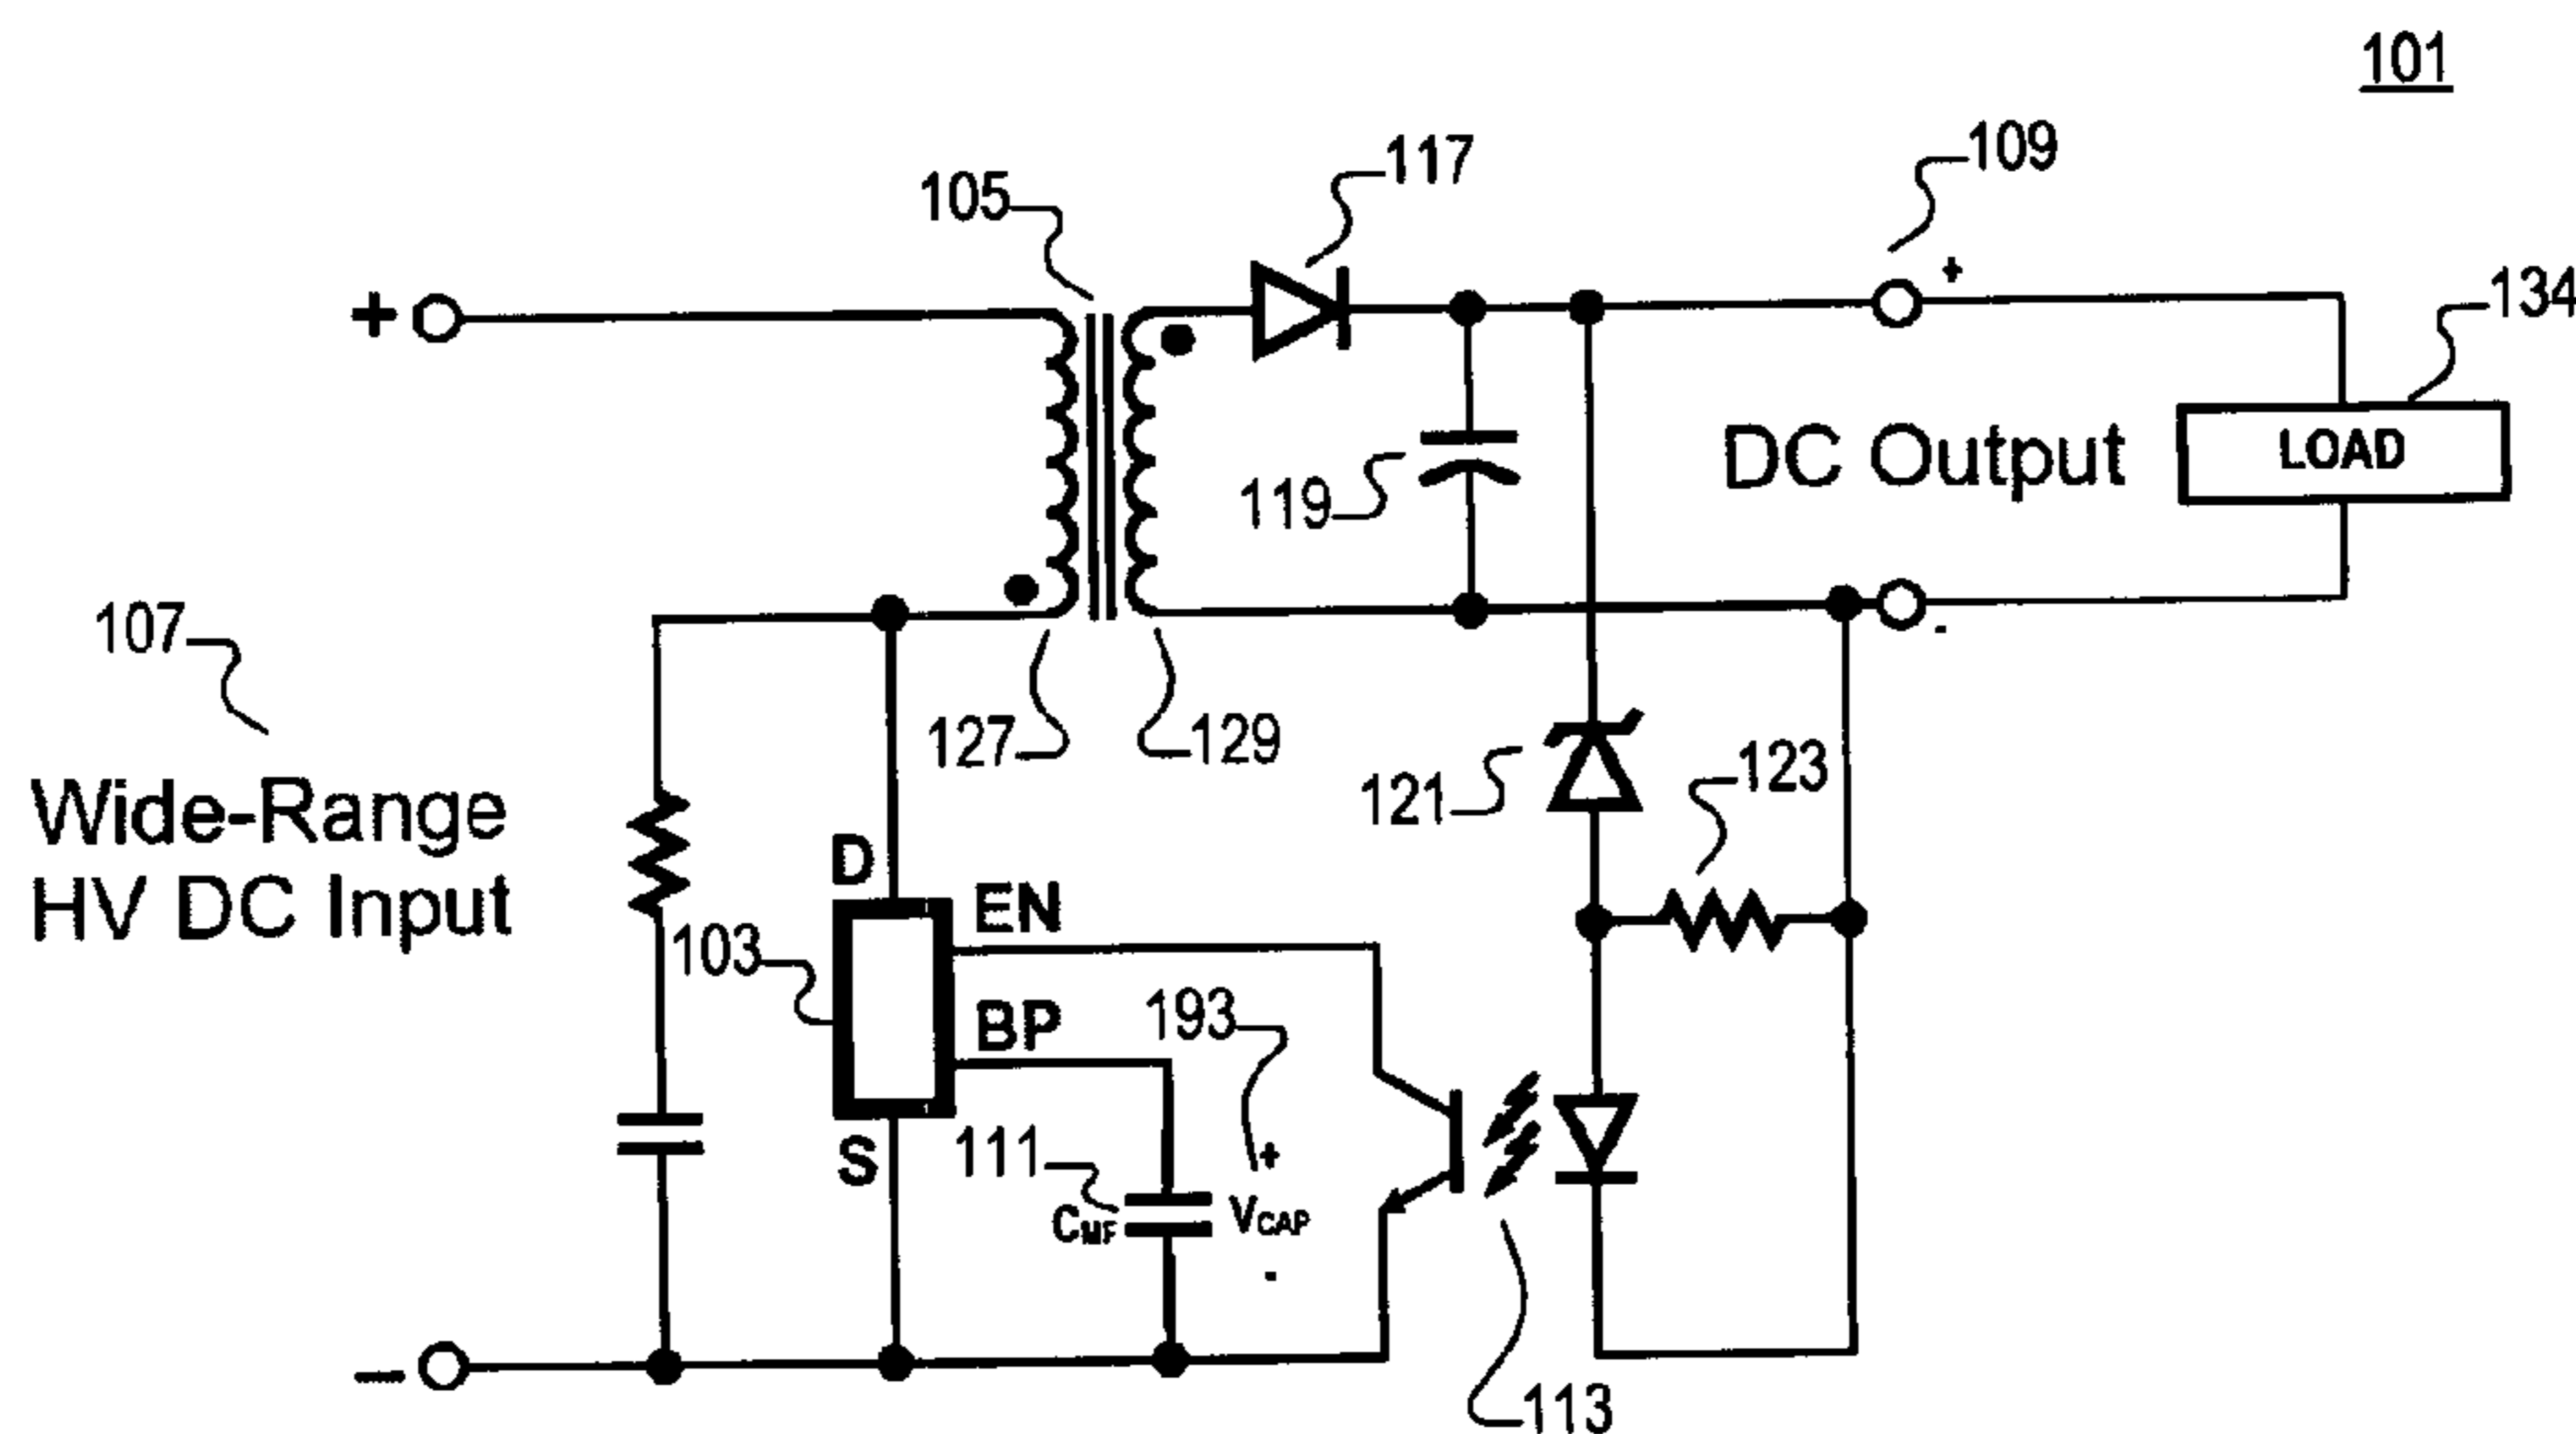 101
109
117
105
+
+
134
LOAD
DC Output
119
-
107
127
129
121
123
Wide-Range
HV DC Input
D
EN
103
BP
193
S
111
+
CMF
VCAP
-
–
113